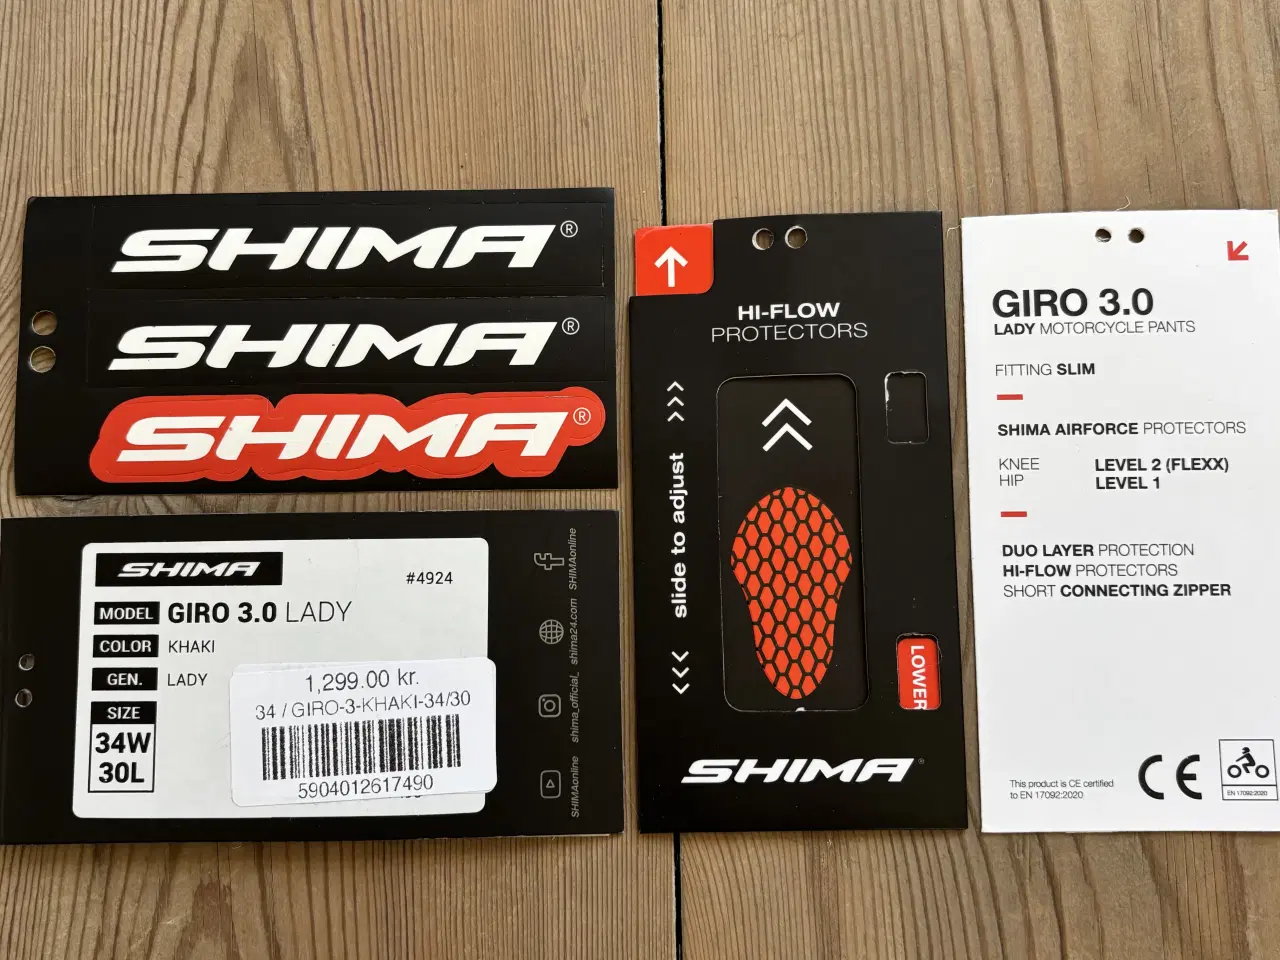 SHIMA®
SHIMA®
SHIMA®
SHIMA
#4924
MODEL GIRO 3.0 LADY
COLOR KHAKI
GEN. LADY
SIZE
34W
30L
1,299.00 kr.
34 / GIRO-3-KHAKI-34/30
5904012617490
SHIMAonline
shima24.com
shima_official_
SHIMAonline
HI-FLOW
PROTECTORS
<<< slide to adjust >>>
LOWER
SHIMA®
GIRO 3.0
LADY MOTORCYCLE PANTS
FITTING SLIM
SHIMA AIRFORCE PROTECTORS
KNEE LEVEL 2 (FLEXX)
HIP LEVEL 1
DUO LAYER PROTECTION
HI-FLOW PROTECTORS
SHORT CONNECTING ZIPPER
This product is CE certified
to EN 17092:2020
CE
EN 17092:2020